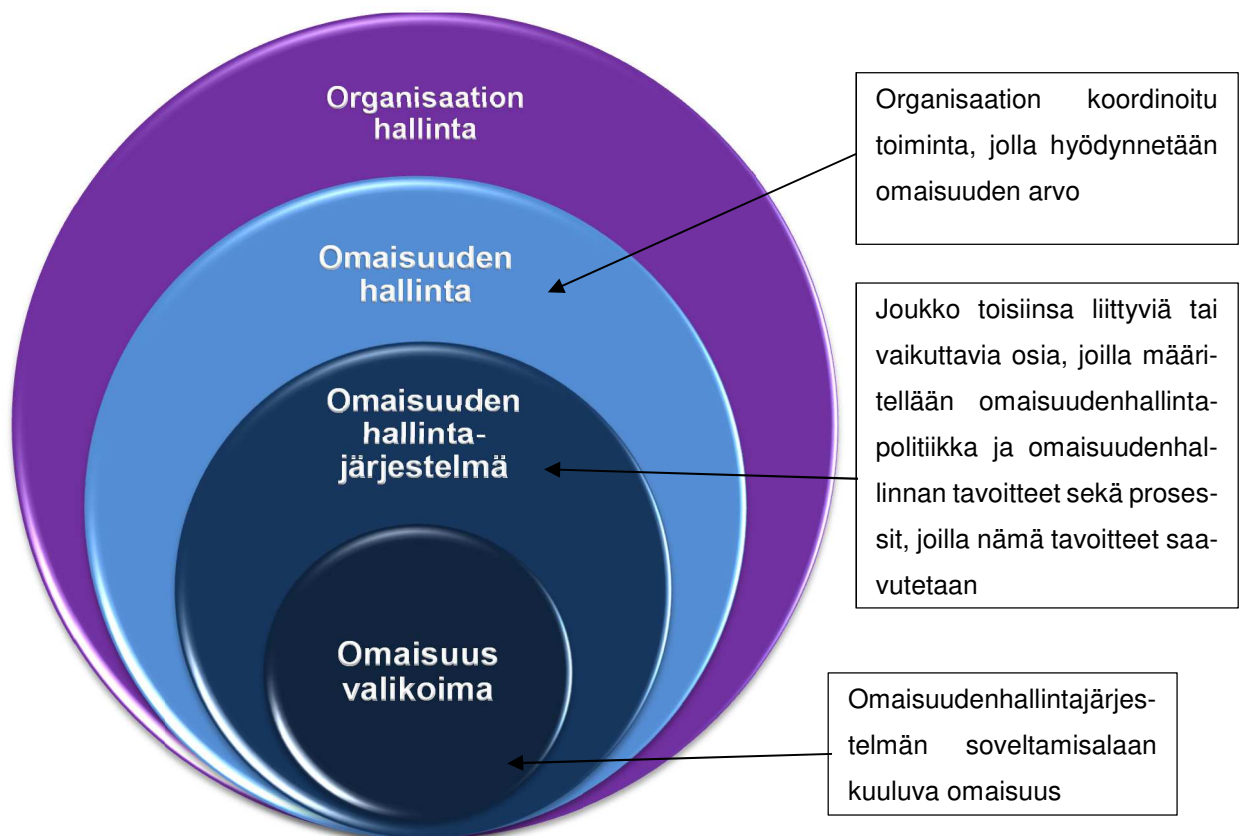 Organisaation
hallinta
Omaisuuden
hallinta
Omaisuuden
hallinta-
järjestelmä
Omaisuus
valikoima
Organisaation koordinoitu
toiminta, jolla hyödynnetään
omaisuuden arvo
Joukko toisiinsa liittyviä tai
vaikuttavia osia, joilla määri-
tellään omaisuudenhallinta-
politiikka ja omaisuudenhal-
linnan tavoitteet sekä proses-
sit, joilla nämä tavoitteet saa-
vutetaan
Omaisuudenhallintajärjes-
telmän soveltamisalaan
kuuluva omaisuus